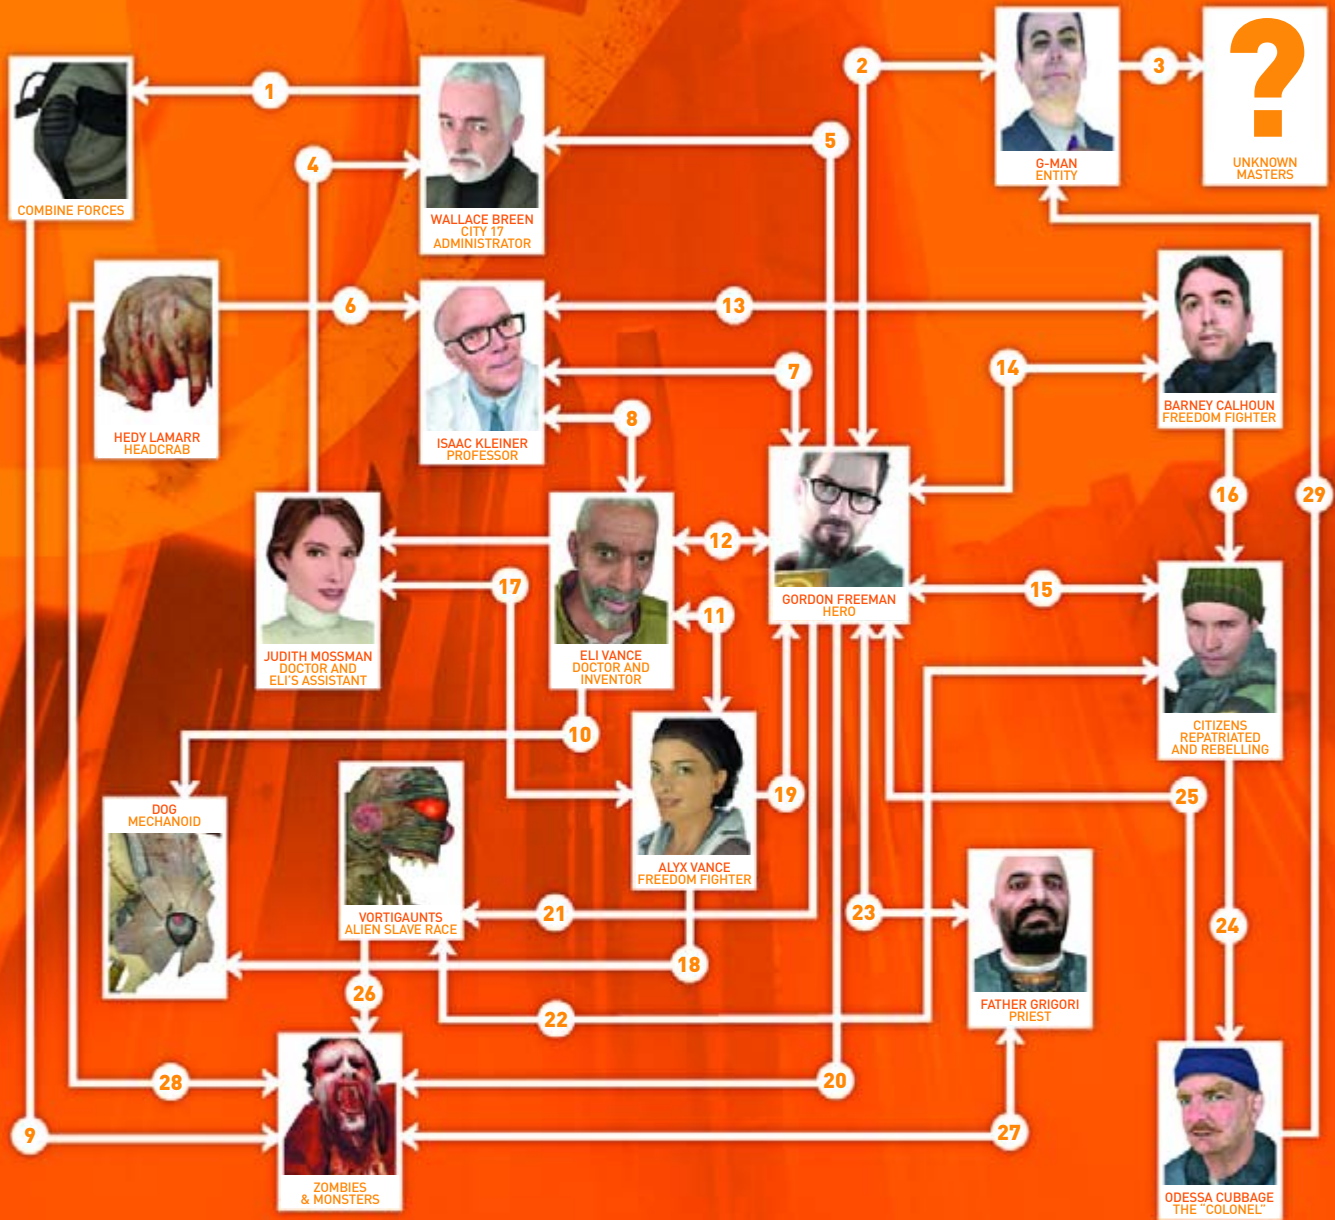 2
3
?
G-MAN
ENTITY
UNKNOWN
MASTERS
1
5
4
COMBINE FORCES
WALLACE BREEN
CITY 17
ADMINISTRATOR
6
13
7
14
8
HEDY LAMARR
HEADCRAB
ISAAC KLEINER
PROFESSOR
BARNEY CALHOUN
FREEDOM FIGHTER
16
29
12
17
15
11
GORDON FREEMAN
HERO
JUDITH MOSSMAN
DOCTOR AND
ELI'S ASSISTANT
ELI VANCE
DOCTOR AND
INVENTOR
CITIZENS
REPATRIATED
AND REBELLING
10
19
25
DOG
MECHANOID
ALYX VANCE
FREEDOM FIGHTER
VORTIGAUNTS
ALIEN SLAVE RACE
21
23
24
18
26
22
FATHER GRIGORI
PRIEST
28
20
9
27
ZOMBIES
& MONSTERS
ODESSA CUBBAGE
THE "COLONEL"